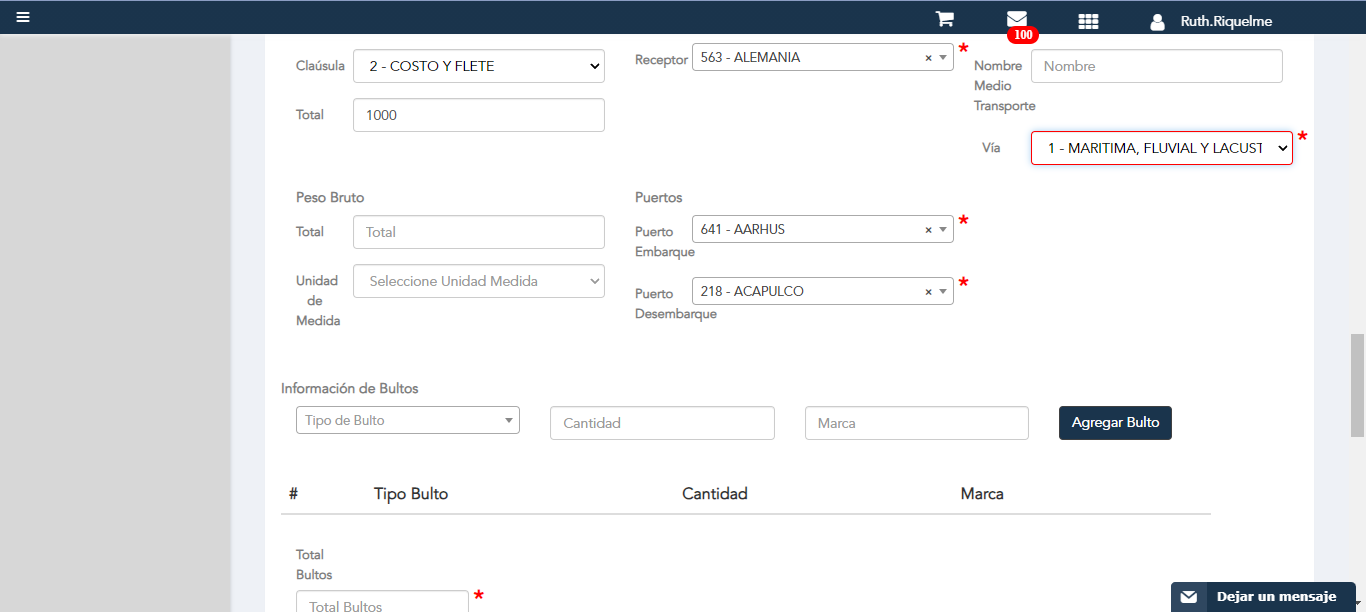 Ruth.Riquelme
100
Claúsula
2 - COSTO Y FLETE
Receptor
563 - ALEMANIA
×
*
Nombre
Medio
Transporte
Nombre
Total
1000
Vía
1 - MARITIMA, FLUVIAL Y LACUST
*
Peso Bruto
Puertos
Total
Total
Puerto
Embarque
641 - AARHUS
×
*
Unidad
de
Medida
Seleccione Unidad Medida
Puerto
Desembarque
218 - ACAPULCO
×
*
Información de Bultos
Tipo de Bulto
Cantidad
Marca
Agregar Bulto
# Tipo Bulto Cantidad Marca
Total
Bultos
Total Bultos
*
Dejar un mensaje